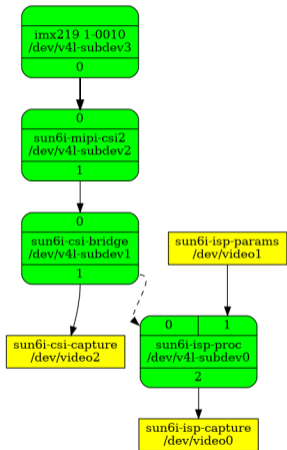 imx219 1-0010
/dev/v4l-subdev3
0
0
sun6i-mipi-csi2
/dev/v4l-subdev2
1
0
sun6i-csi-bridge
/dev/v4l-subdev1
1
sun6i-isp-params
/dev/video1
sun6i-csi-capture
/dev/video2
0 1
sun6i-isp-proc
/dev/v4l-subdev0
2
sun6i-isp-capture
/dev/video0